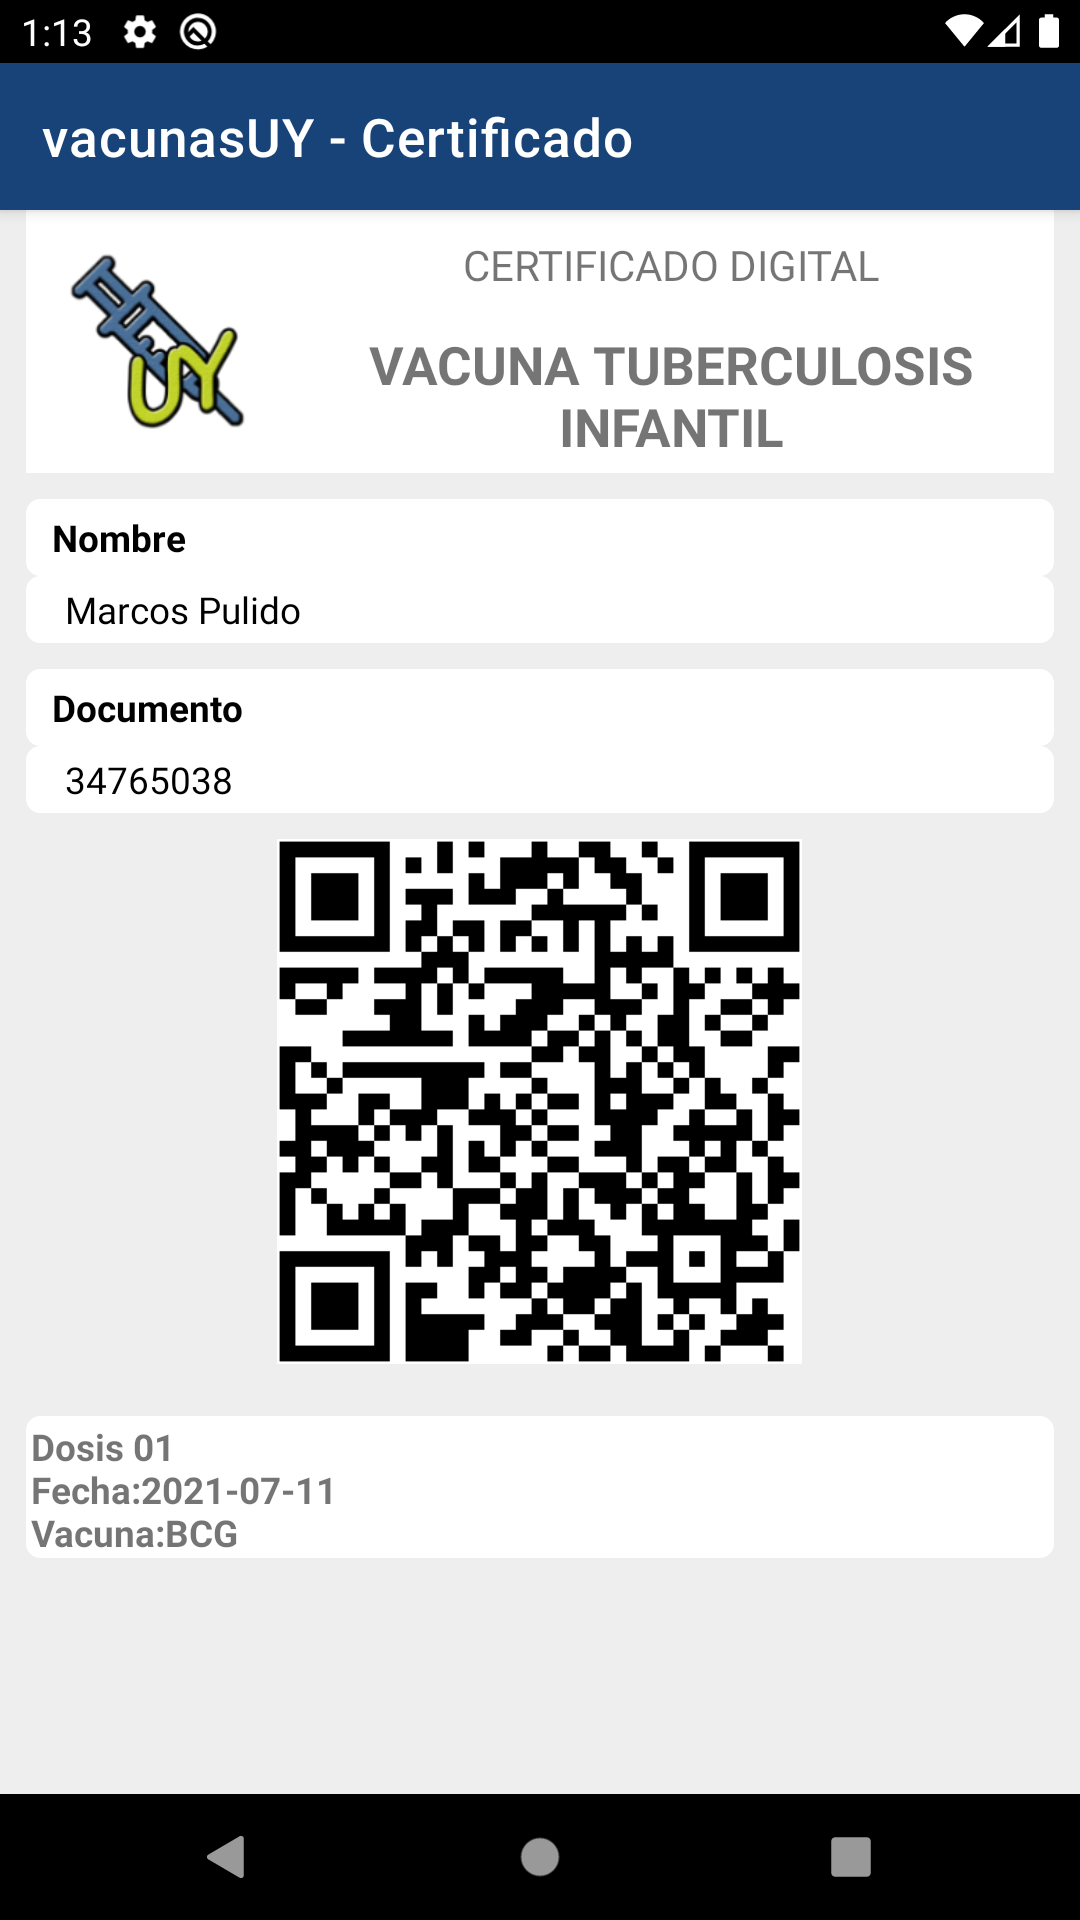 1:13
vacunasUY - Certificado
UY
CERTIFICADO DIGITAL
VACUNA TUBERCULOSIS
INFANTIL
Nombre
Marcos Pulido
Documento
34765038
Dosis 01
Fecha:2021-07-11
Vacuna:BCG